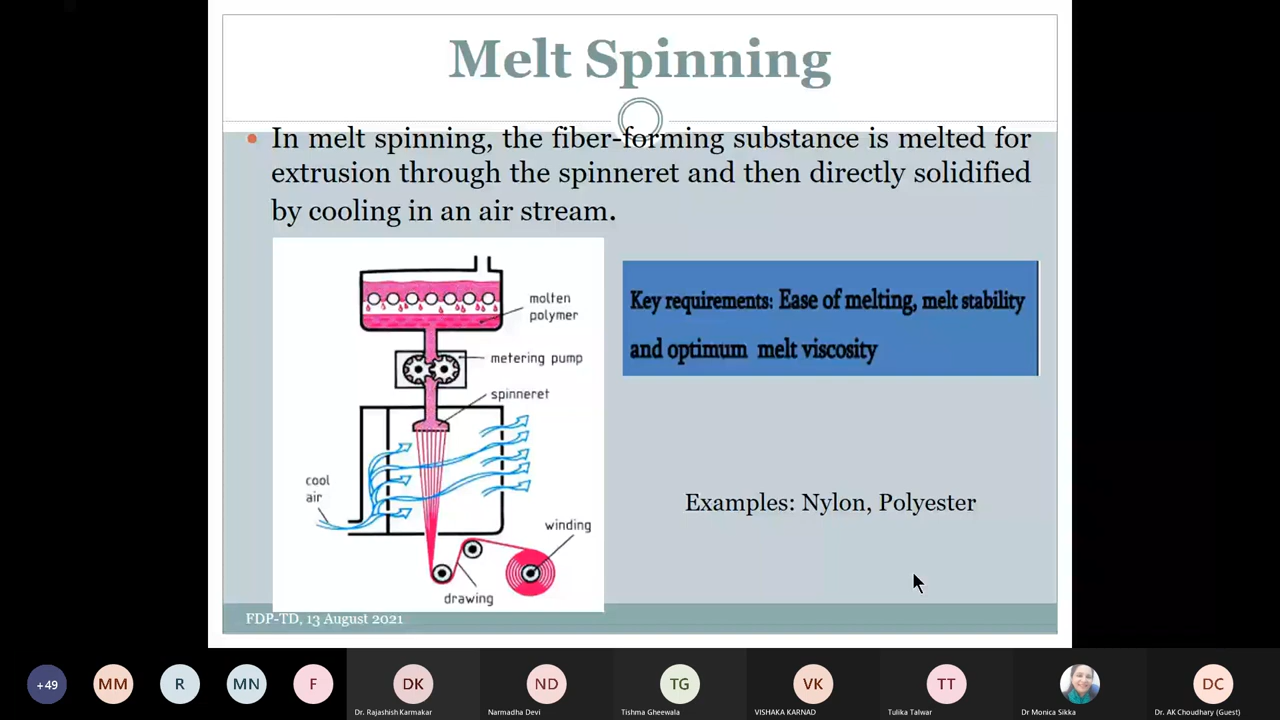 Melt Spinning
In melt spinning, the fiber-forming substance is melted for
extrusion through the spinneret and then directly solidified
by cooling in an air stream.
molten
polymer
metering pump
spinneret
cool
air
winding
drawing
Key requirements: Ease of melting, melt stability
and optimum melt viscosity
Examples: Nylon, Polyester
FDP-TD, 13 August 2021
+49
MM
R
MN
F
DK
Dr. Rajashish Karmakar
ND
Narmadha Devi
TG
Tishma Gheewala
VK
VISHAKA KARNAD
TT
Tulika Talwar
Dr Monica Sikka
DC
Dr. AK Choudhary (Guest)